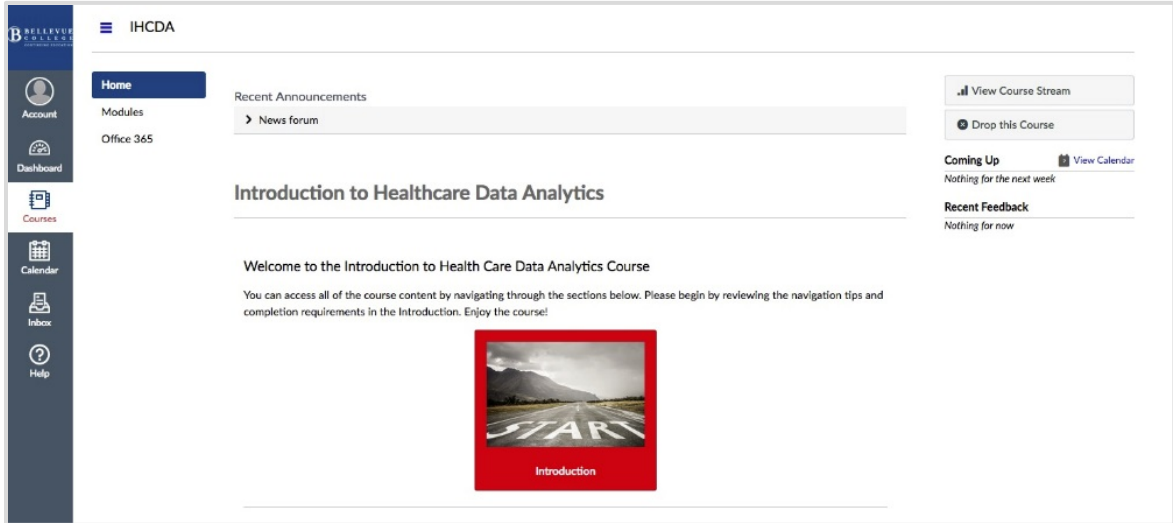 BELLEVUE
COLLEGE
IHCDA
Account
Dashboard
Courses
Calendar
Inbox
Help
Home
Modules
Office 365
Recent Announcements
News forum
Introduction to Healthcare Data Analytics
Welcome to the Introduction to Health Care Data Analytics Course
You can access all of the course content by navigating through the sections below. Please begin by reviewing the navigation tips and
completion requirements in the Introduction. Enjoy the course!
START
Introduction
View Course Stream
Drop this Course
Coming Up
View Calendar
Nothing for the next week
Recent Feedback
Nothing for now